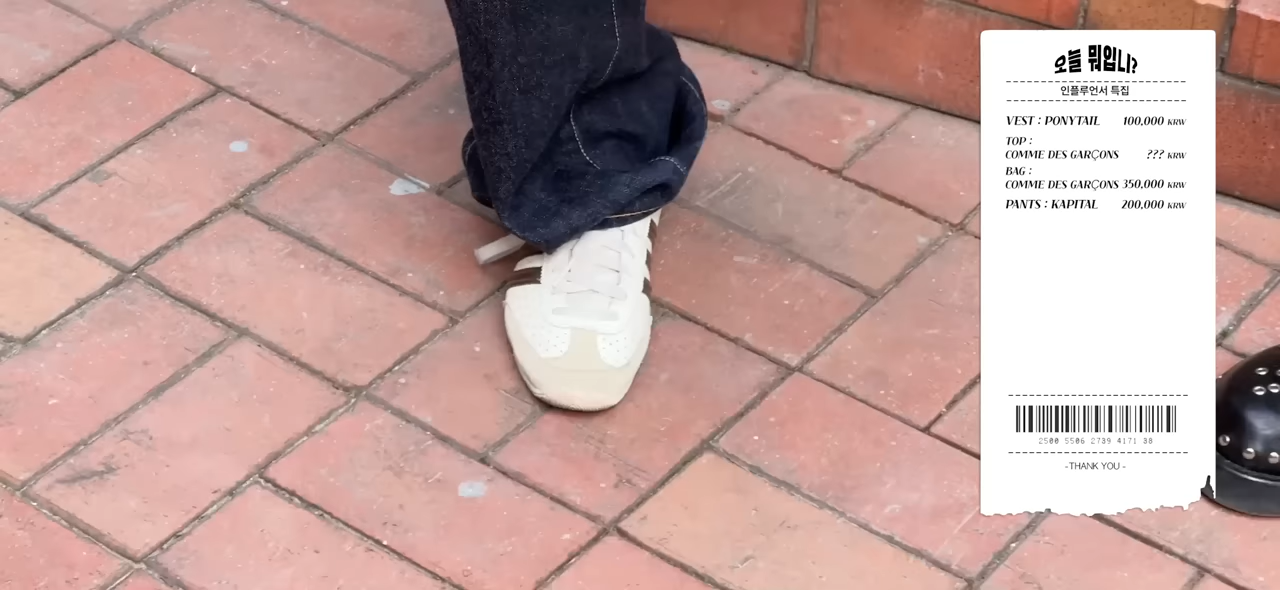 오늘 뭐입니?
인플루언서 특집
VEST : PONYTAIL 100,000 KRW
TOP :
COMME DES GARÇONS ??? KRW
BAG :
COMME DES GARÇONS 350,000 KRW
PANTS : KAPITAL 200,000 KRW
2500 5506 2739 4171 38
- THANK YOU -